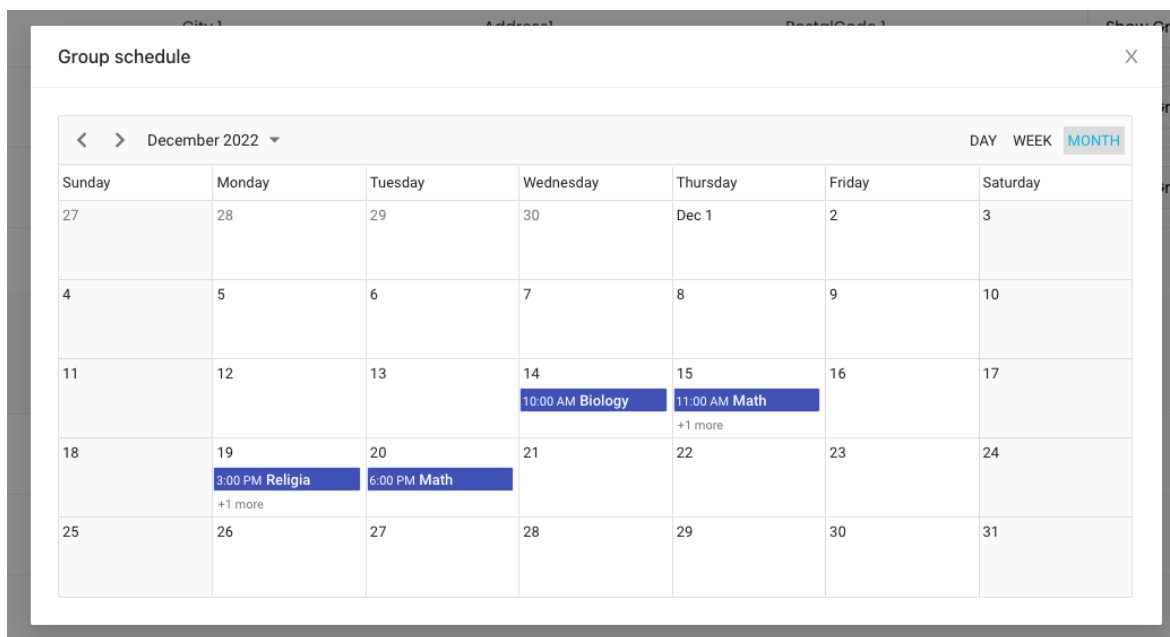 Group schedule X
December 2022 DAY WEEK MONTH
Sunday Monday Tuesday Wednesday Thursday Friday Saturday
27 28 29 30 Dec 1 2 3
4 5 6 7 8 9 10
11 12 13 14 15 16 17
10:00 AM Biology 11:00 AM Math
+1 more
18 19 20 21 22 23 24
3:00 PM Religia 6:00 PM Math
+1 more
25 26 27 28 29 30 31